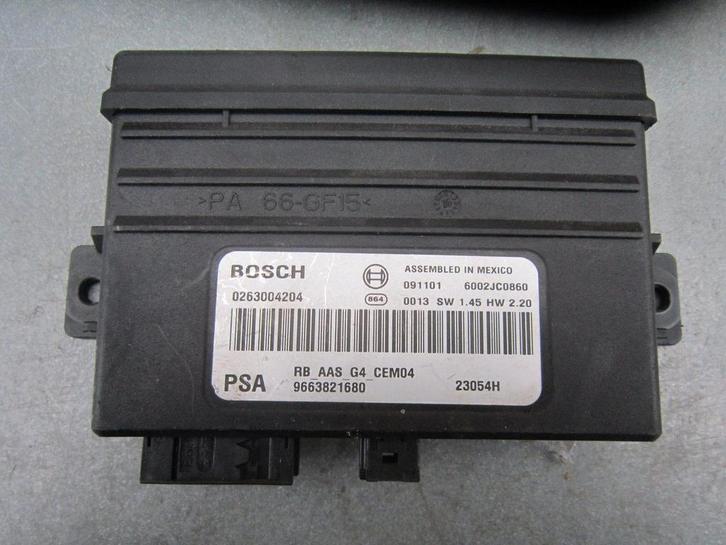 >PA 66-GF15<
BOSCH
ASSEMBLED IN MEXICO
091101 6002JC0860
0263004204
864 0013 SW 1.45 HW 2.20
RB_AAS_G4_CEM04
PSA 9663821680 23054H